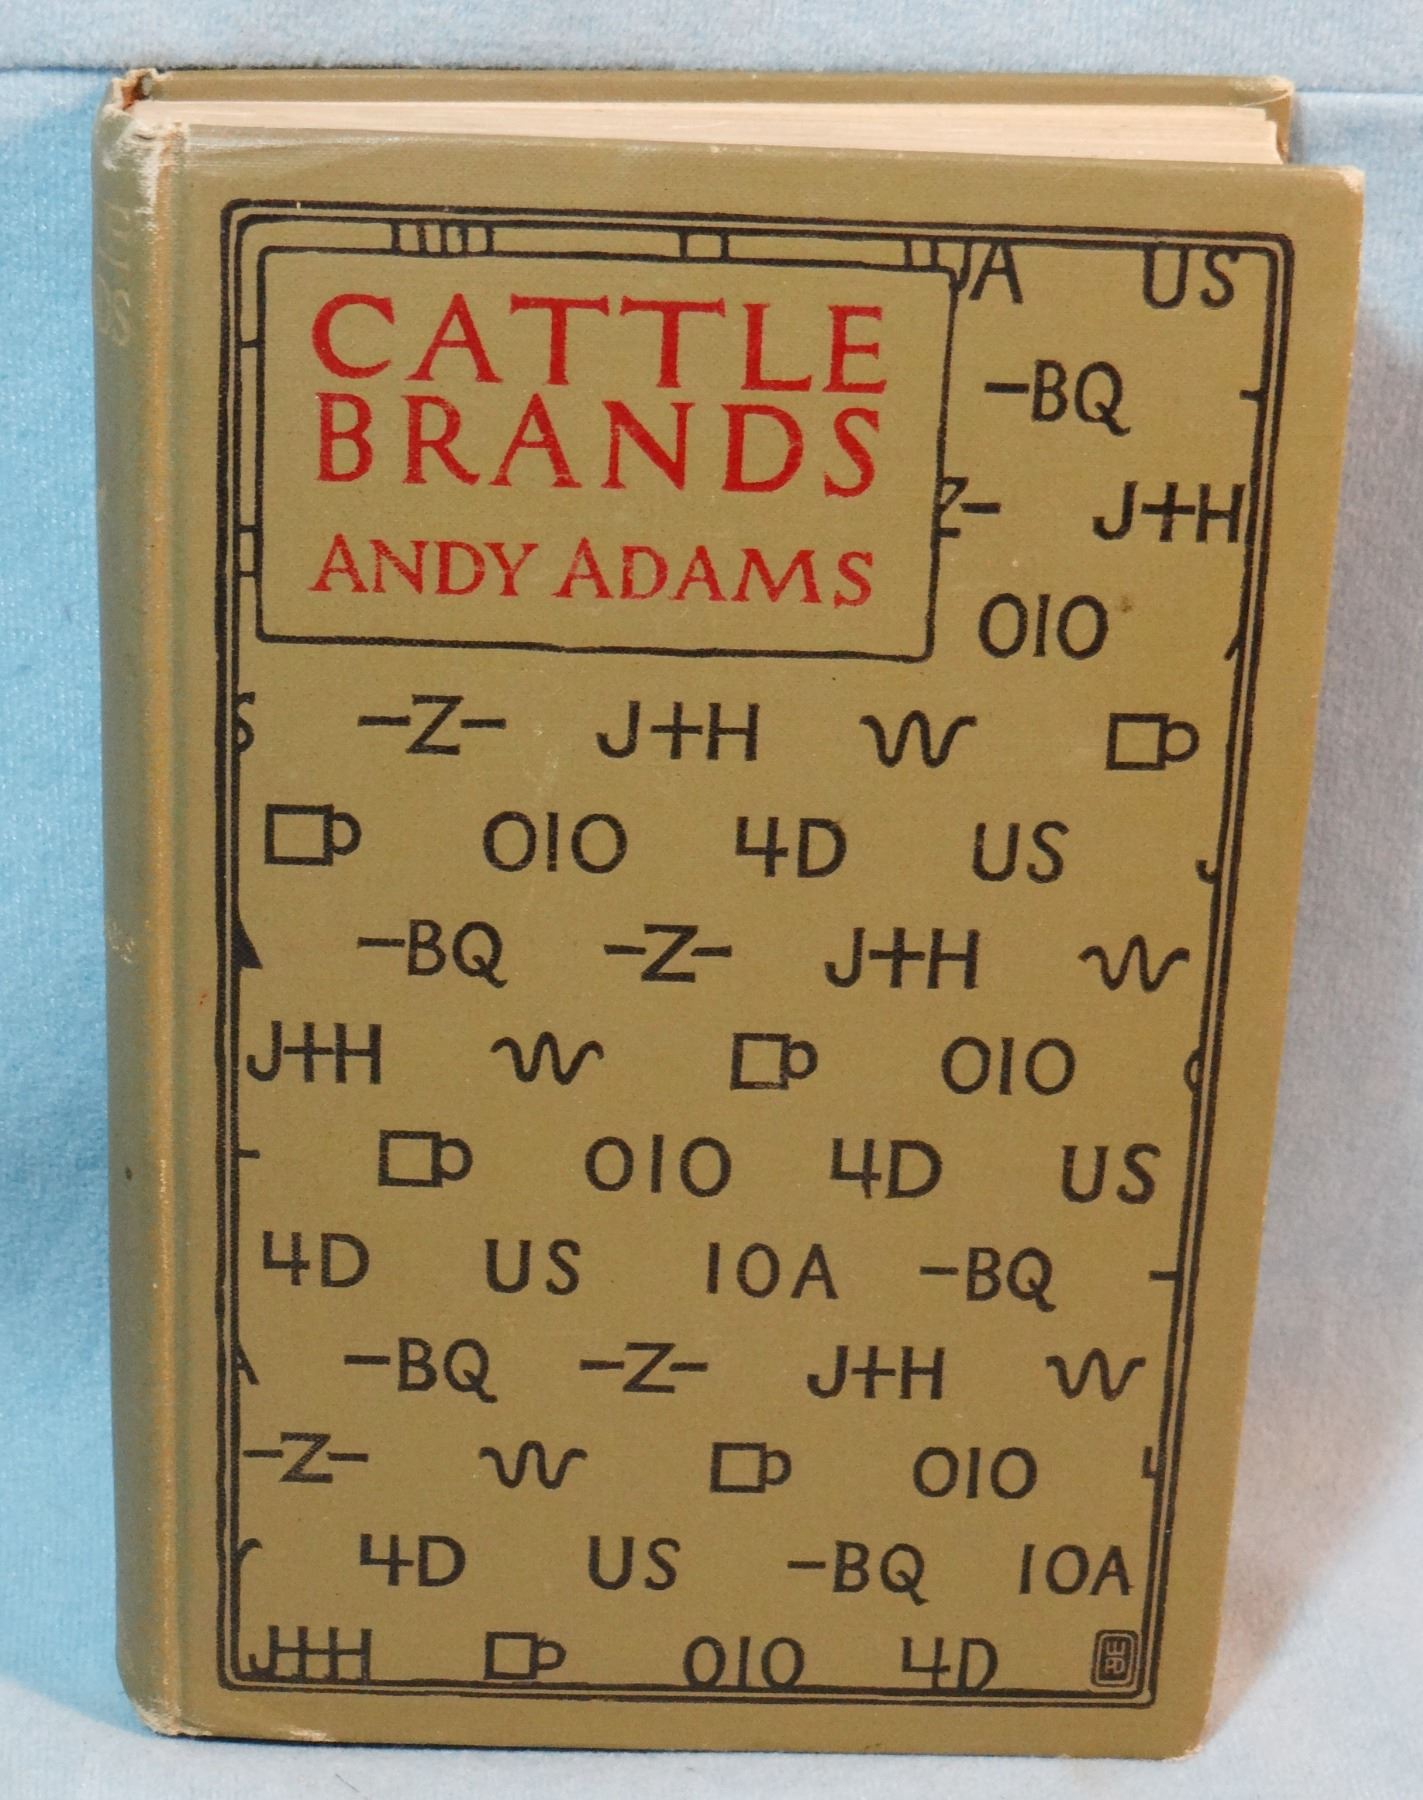 CATTLE
BRANDS
ANDY ADAMS
US
-BQ
J+H
OIO
-Z- J+H
OIO 4D US
-BQ -Z- J+H
J+H OIO
OIO 4D US
4D US IOA -BQ
-BQ -Z- J+H
-Z- OIO
4D US -BQ IOA
J+H OIO 4D